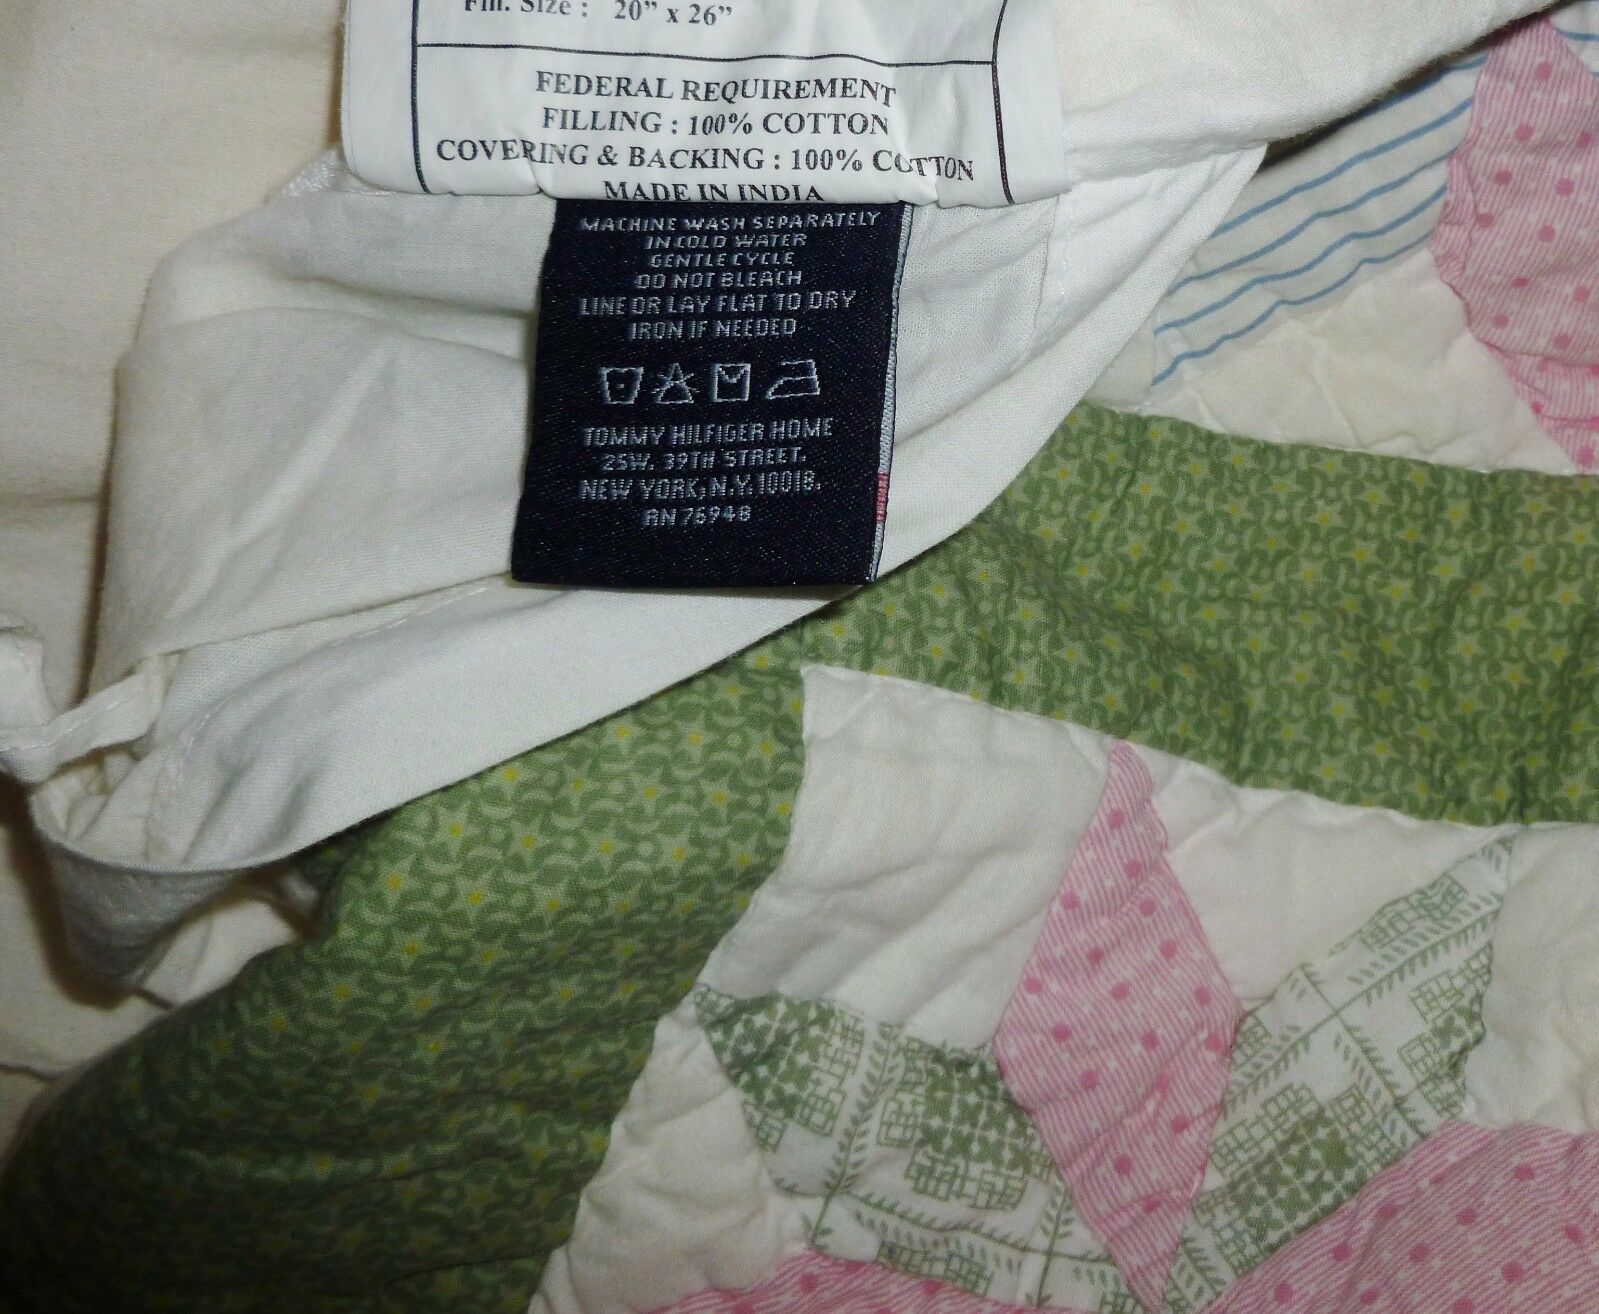 Fin. Size : 20" x 26"
FEDERAL REQUIREMENT
FILLING : 100% COTTON
COVERING & BACKING : 100% COTTON
MADE IN INDIA
MACHINE WASH SEPARATELY
IN COLD WATER
GENTLE CYCLE
DO NOT BLEACH
LINE OR LAY FLAT TO DRY
IRON IF NEEDED
TOMMY HILFIGER HOME
25W. 39TH STREET.
NEW YORK, N.Y. 10018.
RN 76948